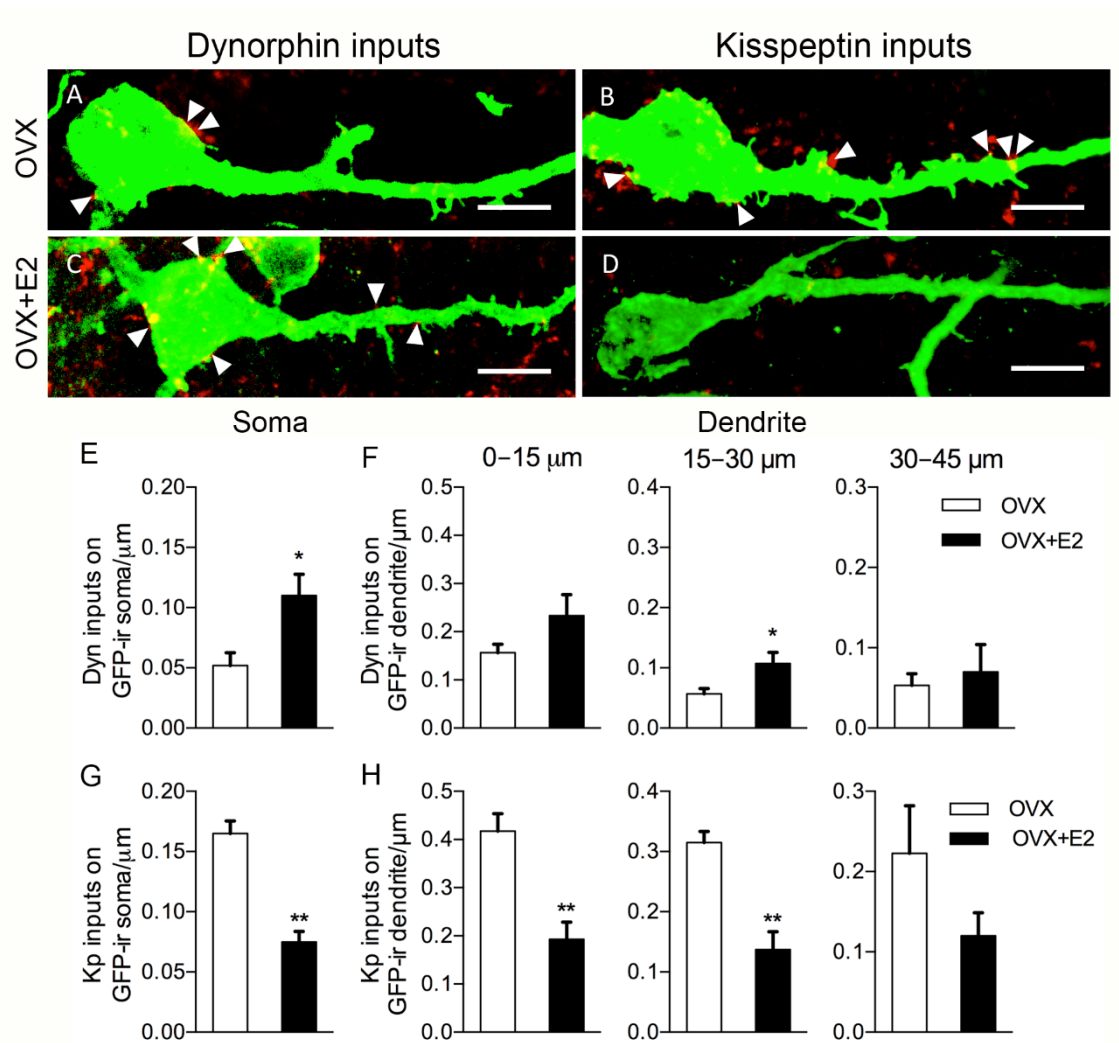 Dynorphin inputs Kisspeptin inputs
OVX
A
B
OVX+E2
C
D
Soma Dendrite
E
F
0–15 μm 15–30 μm 30–45 μm
Dyn inputs on
GFP-ir soma/μm
0.20
0.15
0.10
0.05
0.00
*
Dyn inputs on
GFP-ir dendrite/μm
0.5
0.4
0.3
0.2
0.1
0.0
0.4
0.3
0.2
0.1
0.0
*
0.3
0.2
0.1
0.0
OVX
OVX+E2
G
H
Kp inputs on
GFP-ir soma/μm
0.20
0.15
0.10
0.05
0.00
**
Kp inputs on
GFP-ir dendrite/μm
0.5
0.4
0.3
0.2
0.1
0.0
**
0.4
0.3
0.2
0.1
0.0
**
0.3
0.2
0.1
0.0
OVX
OVX+E2